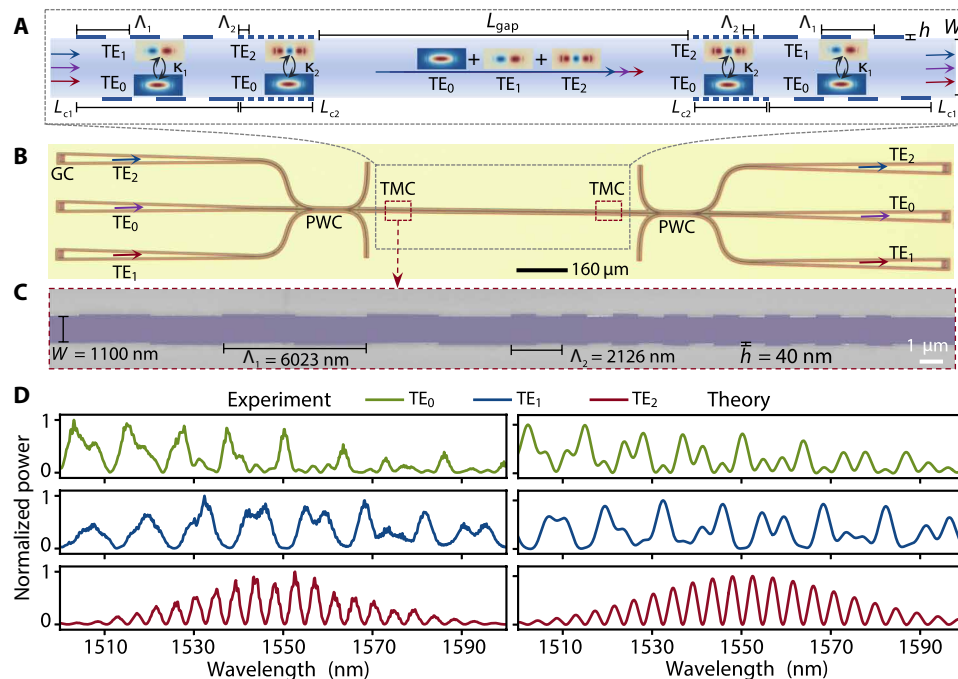 A
Λ1 Λ2 Lgap Λ2 Λ1 h W
TE1 TE2 TE2 TE1
κ1 κ2 + + κ2 κ1
TE0 TE0 TE0 TE1 TE2 TE0 TE0
Lc1 Lc2 Lc2 Lc1
B
GC TE2 TMC TMC TE2
TE0 PWC PWC TE0
TE1 160 μm TE1
C
W = 1100 nm Λ1 = 6023 nm Λ2 = 2126 nm h = 40 nm 1 μm
D Experiment TE0 TE1 TE2 Theory
Normalized power
1
0
1
0
1
0
1510 1530 1550 1570 1590 1510 1530 1550 1570 1590
Wavelength (nm) Wavelength (nm)